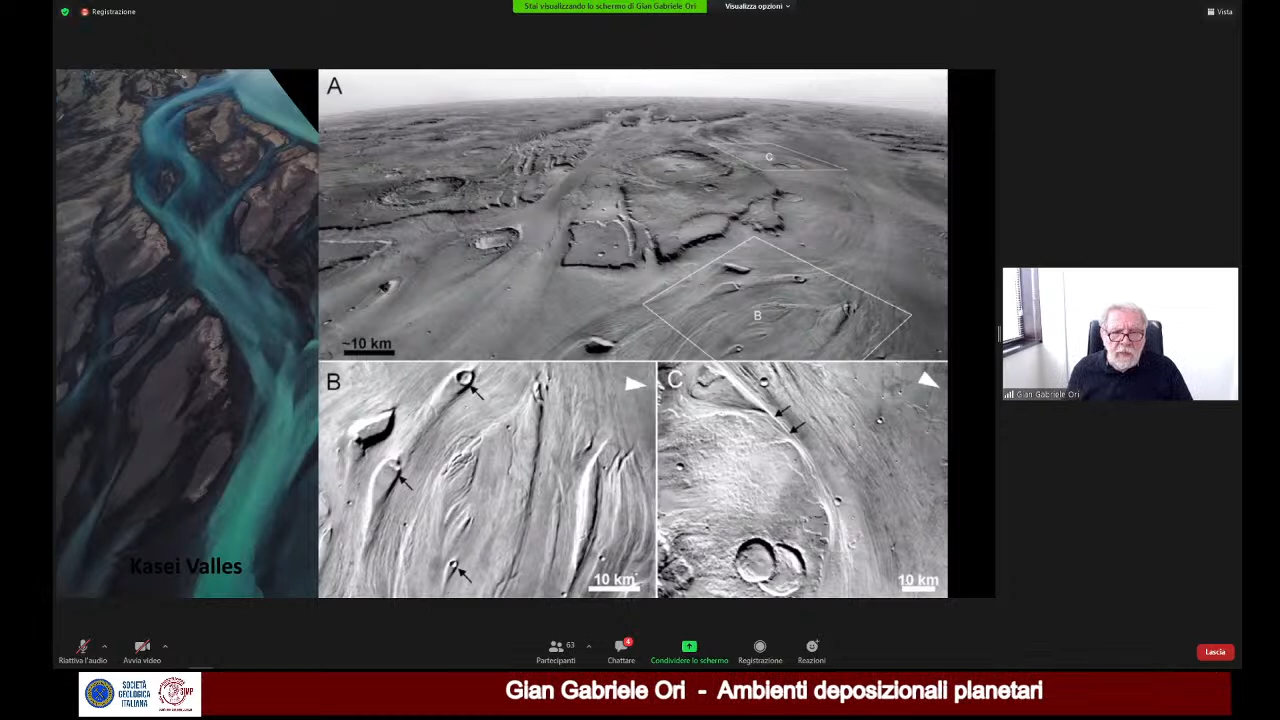 Registrazione
Stai visualizzando lo schermo di Gian Gabriele Ori
Visualizza opzioni
Vista
A
C
B
~10 km
B
10 km
C
10 km
Kasei Valles
Gian Gabriele Ori
Riattiva l'audio
Avvia video
63
Partecipanti
4
Chattare
Condividere lo schermo
Registrazione
Reazioni
Lascia
SOCIETÀ
GEOLOGICA
ITALIANA
Gian Gabriele Ori - Ambienti deposizionali planetari